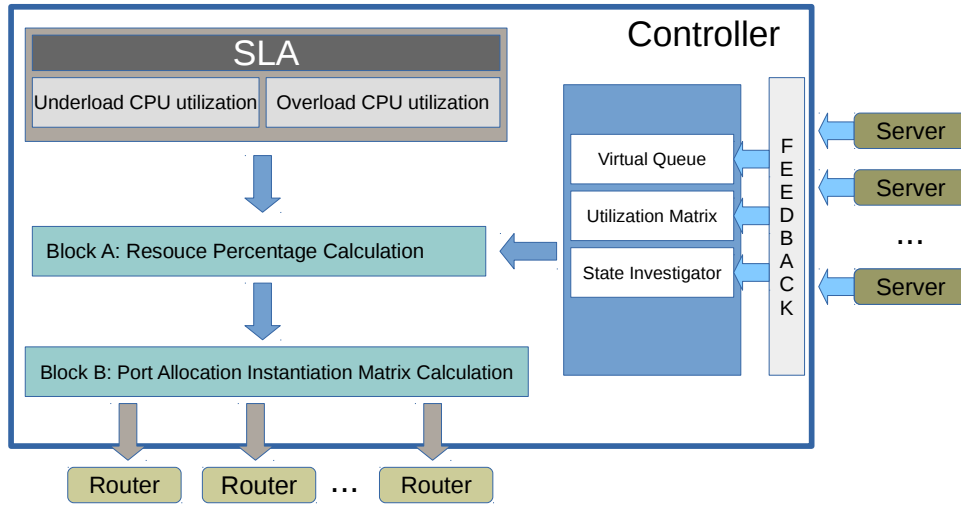 Controller
SLA
Underload CPU utilization
Overload CPU utilization
Virtual Queue
Utilization Matrix
State Investigator
FEEDBACK
Server
Server
...
Server
Block A: Resouce Percentage Calculation
Block B: Port Allocation Instantiation Matrix Calculation
Router
Router
...
Router